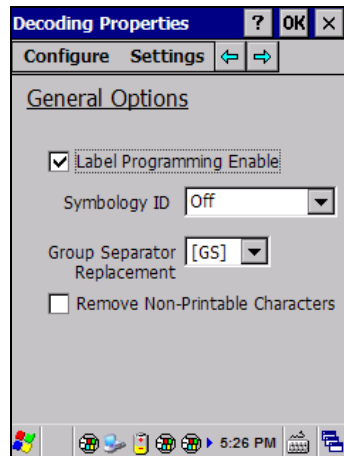 Decoding Properties ? OK ×
Configure Settings
General Options
Label Programming Enable
Symbology ID Off
Group Separator [GS]
Replacement
Remove Non-Printable Characters
5:26 PM